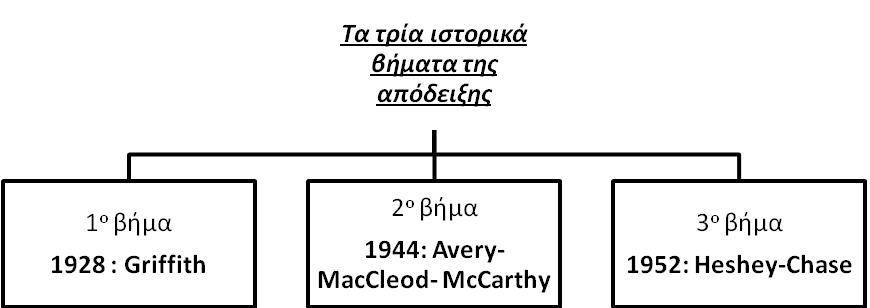 Τα τρία ιστορικά
βήματα της
απόδειξης
1ο βήμα
1928 : Griffith
2ο βήμα
1944: Avery-
MacCleod- McCarthy
3ο βήμα
1952: Heshey-Chase